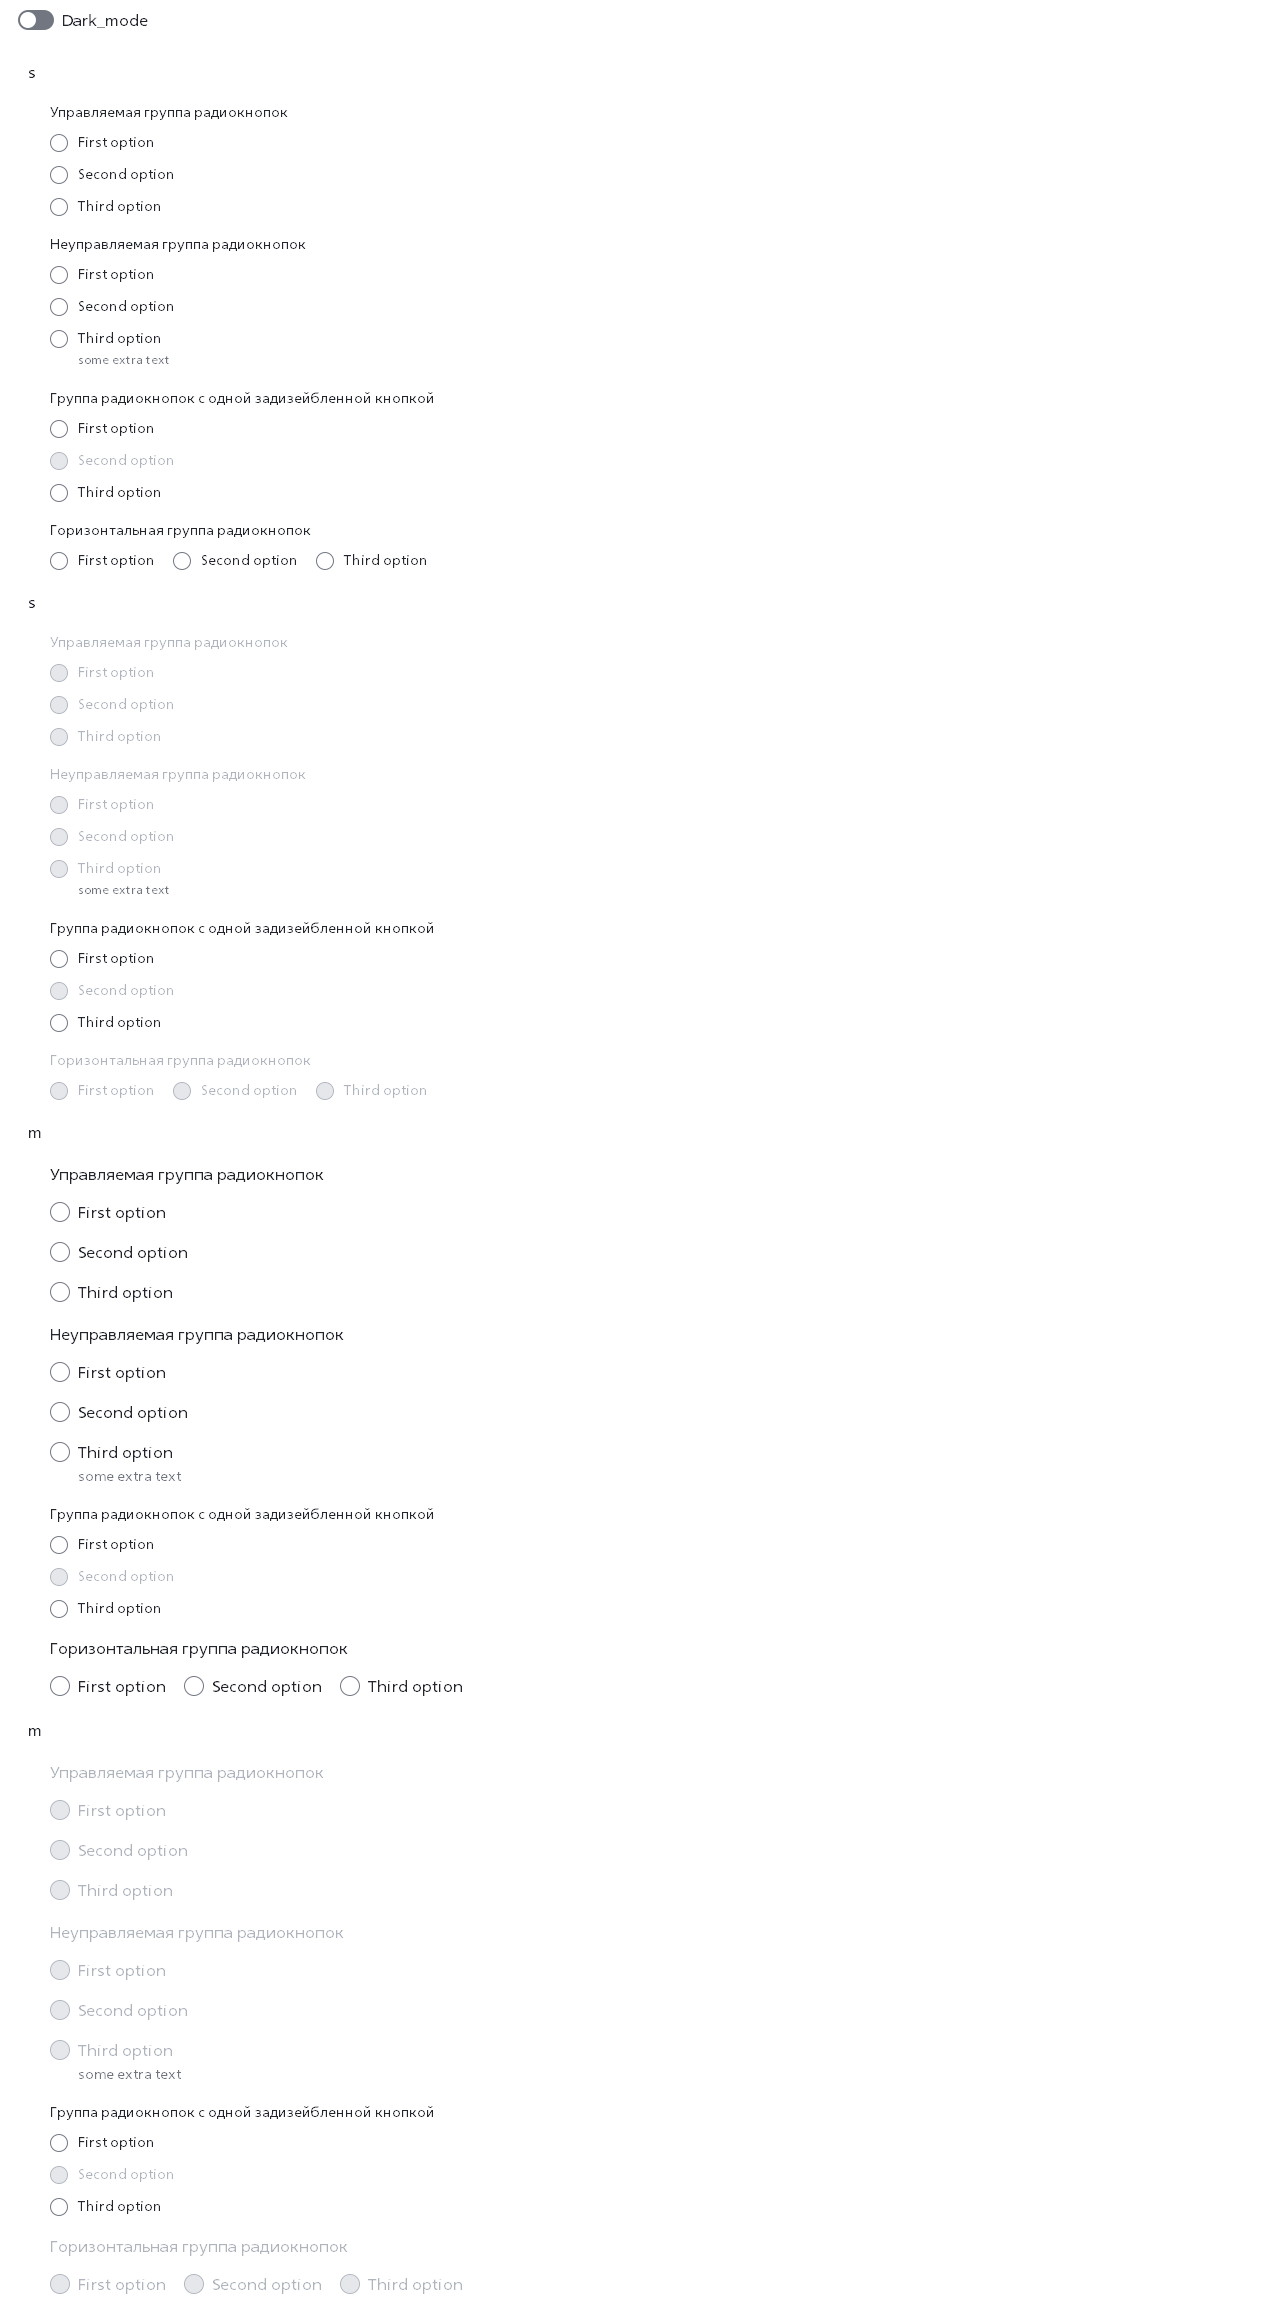 Dark_mode
s
Управляемая группа радиокнопок
First option
Second option
Third option
Неуправляемая группа радиокнопок
First option
Second option
Third option
some extra text
Группа радиокнопок с одной задизейбленной кнопкой
First option
Second option
Third option
Горизонтальная группа радиокнопок
First option Second option Third option
s
Управляемая группа радиокнопок
First option
Second option
Third option
Неуправляемая группа радиокнопок
First option
Second option
Third option
some extra text
Группа радиокнопок с одной задизейбленной кнопкой
First option
Second option
Third option
Горизонтальная группа радиокнопок
First option Second option Third option
m
Управляемая группа радиокнопок
First option
Second option
Third option
Неуправляемая группа радиокнопок
First option
Second option
Third option
some extra text
Группа радиокнопок с одной задизейбленной кнопкой
First option
Second option
Third option
Горизонтальная группа радиокнопок
First option Second option Third option
m
Управляемая группа радиокнопок
First option
Second option
Third option
Неуправляемая группа радиокнопок
First option
Second option
Third option
some extra text
Группа радиокнопок с одной задизейбленной кнопкой
First option
Second option
Third option
Горизонтальная группа радиокнопок
First option Second option Third option